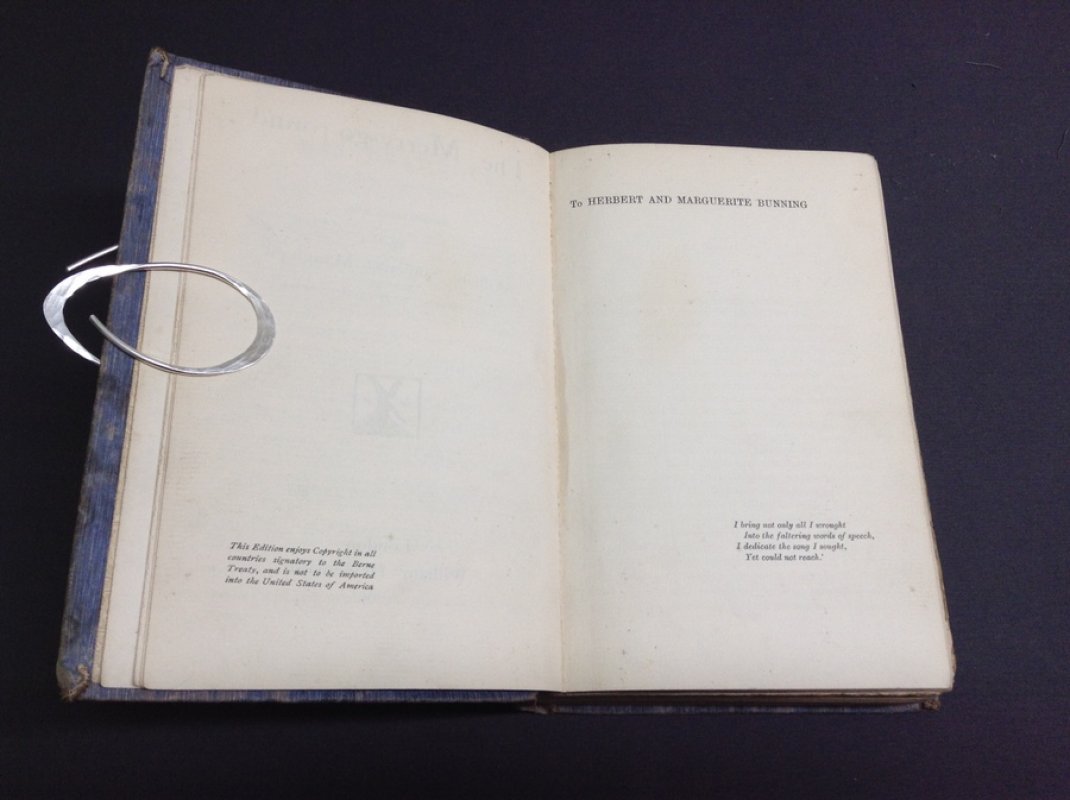 This Edition enjoys Copyright in all
countries signatory to the Berne
Treaty, and is not to be imported
into the United States of America
To HERBERT AND MARGUERITE BUNNING
I bring not only all I wrought
Into the faltering words of speech,
I dedicate the song I sought,
Yet could not reach.'